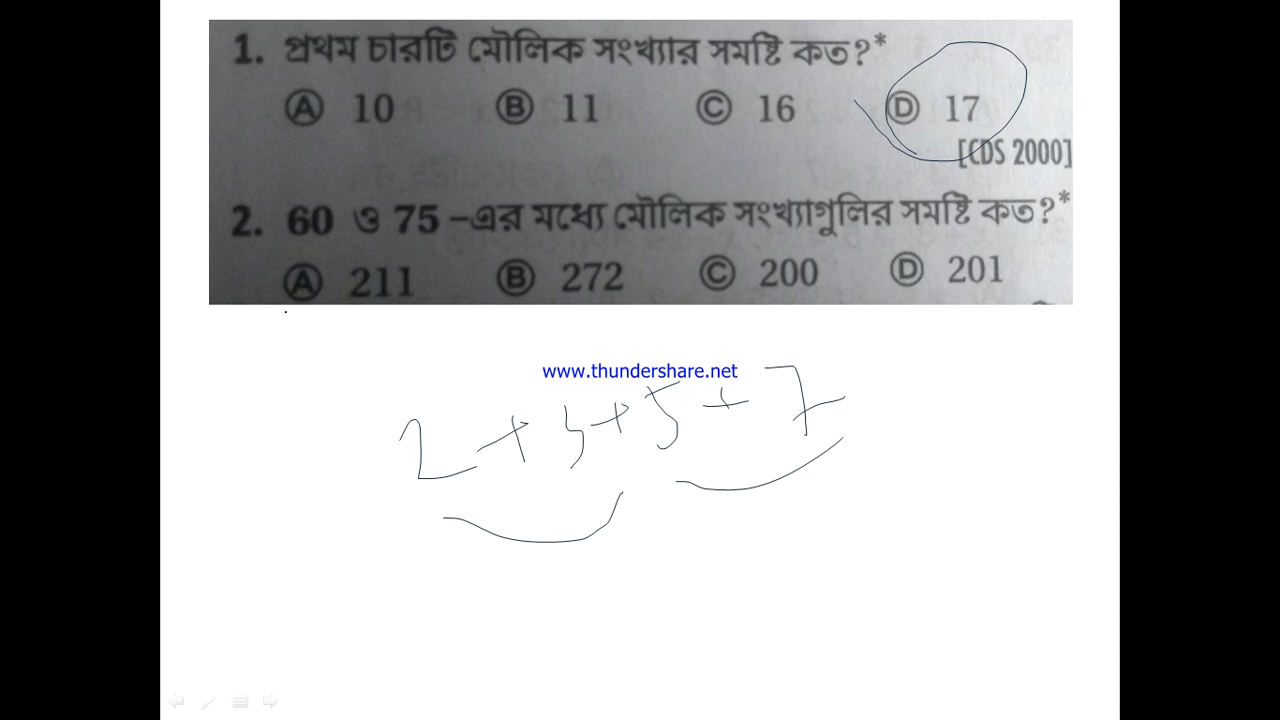 1. প্রথম চারটি মৌলিক সংখ্যার সমষ্টি কত?*
Ⓐ 10 Ⓑ 11 Ⓒ 16 Ⓓ 17
[CDS 2000]
2. 60 ও 75 –এর মধ্যে মৌলিক সংখ্যাগুলির সমষ্টি কত?*
Ⓐ 211 Ⓑ 272 Ⓒ 200 Ⓓ 201
www.thundershare.net
2 + 3 + 5 + 7